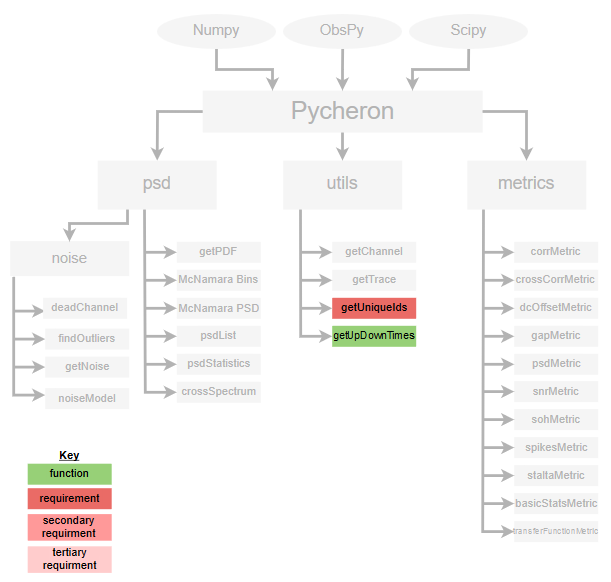 Numpy
ObsPy
Scipy
Pycheron
psd
utils
metrics
noise
deadChannel
findOutliers
getNoise
noiseModel
getPDF
McNamara Bins
McNamara PSD
psdList
psdStatistics
crossSpectrum
getChannel
getTrace
getUniqueIds
getUpDownTimes
corrMetric
crossCorrMetric
dcOffsetMetric
gapMetric
psdMetric
snrMetric
sohMetric
spikesMetric
staltaMetric
basicStatsMetric
transferFunctionMetric
Key
function
requirement
secondary
requirment
tertiary
requirment